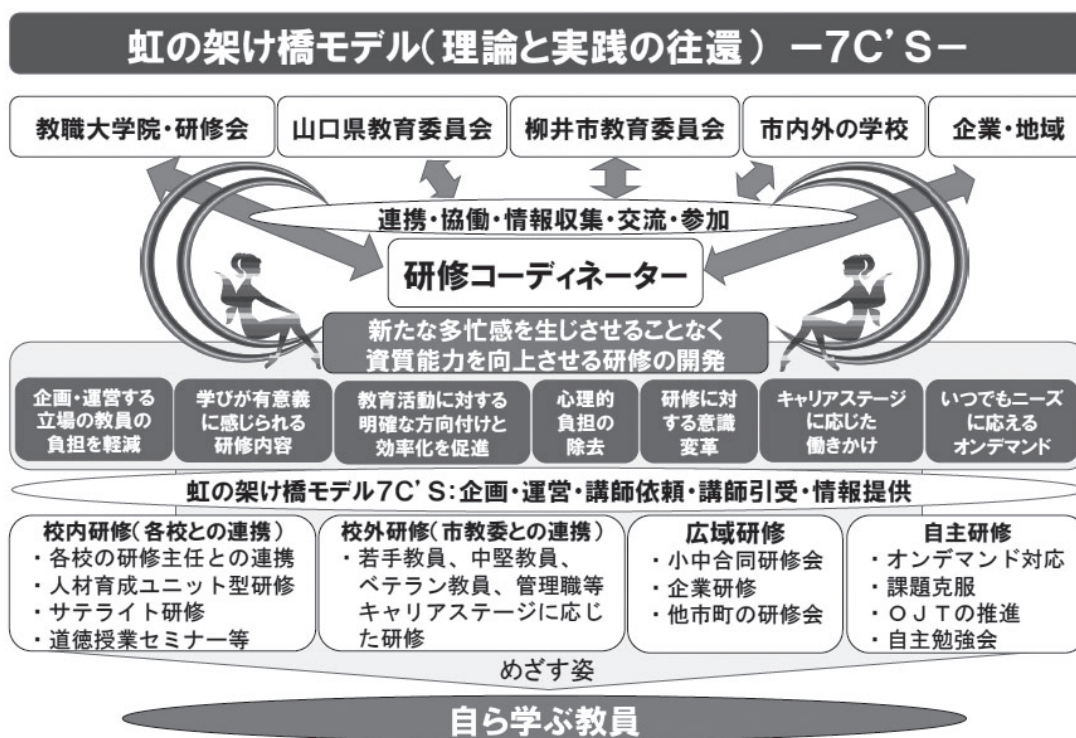 虹の架け橋モデル(理論と実践の往還) －7C'S－
教職大学院・研修会
山口県教育委員会
柳井市教育委員会
市内外の学校
企業・地域
連携・協働・情報収集・交流・参加
研修コーディネーター
新たな多忙感を生じさせることなく
資質能力を向上させる研修の開発
企画・運営する
立場の教員の
負担を軽減
学びが有意義
に感じられる
研修内容
教育活動に対する
明確な方向付けと
効率化を促進
心理的
負担の
除去
研修に対
する意識
変革
キャリアステージ
に応じた
働きかけ
いつでもニーズ
に応える
オンデマンド
虹の架け橋モデル7C'S：企画・運営・講師依頼・講師引受・情報提供
校内研修(各校との連携)
・各校の研修主任との連携
・人材育成ユニット型研修
・サテライト研修
・道徳授業セミナー等
校外研修(市教委との連携)
・若手教員、中堅教員、
ベテラン教員、管理職等
キャリアステージに応じ
た研修
広域研修
・小中合同研修会
・企業研修
・他市町の研修会
自主研修
・オンデマンド対応
・課題克服
・ＯＪＴの推進
・自主勉強会
めざす姿
自ら学ぶ教員